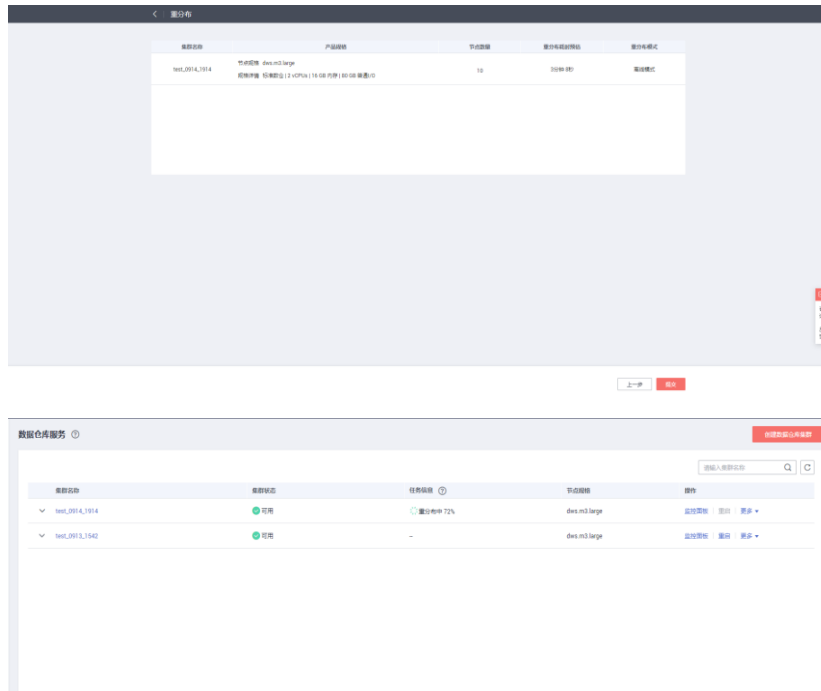 重分布
集群名称 产品规格 节点数量 重分布耗时预估 重分布模式
test_0914_1914 节点规格 dws.m3.large 10 离线模式
规格详情 标准数仓 | 2 vCPUs | 16 GB 内存 | 80 GB 普通I/O
上一步 提交
数据仓库服务
创建数据仓库集群
请输入集群名称
集群名称 集群状态 任务信息 节点规格 操作
test_0914_1914 可用 重分布中 72% dws.m3.large 监控面板 重启 更多
test_0913_1542 可用 -- dws.m3.large 监控面板 重启 更多